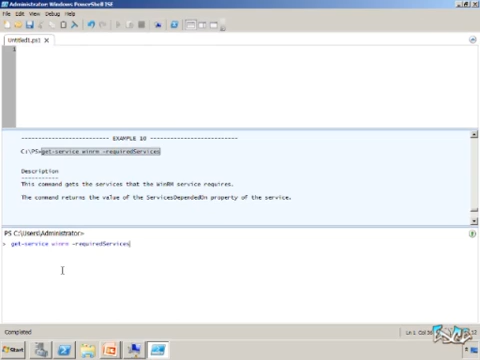 Administrator: Windows PowerShell ISE
File Edit View Debug Help
Untitled1.ps1 X
1
---------------------------- EXAMPLE 10 ----------------------------
C:\PS>get-service winrm -requiredServices
Description
-----------
This command gets the services that the WinRM service requires.
The command returns the value of the ServicesDependedOn property of the service.
PS C:\Users\Administrator>
> get-service winrm -requiredServices
Completed
Ln 1
Start